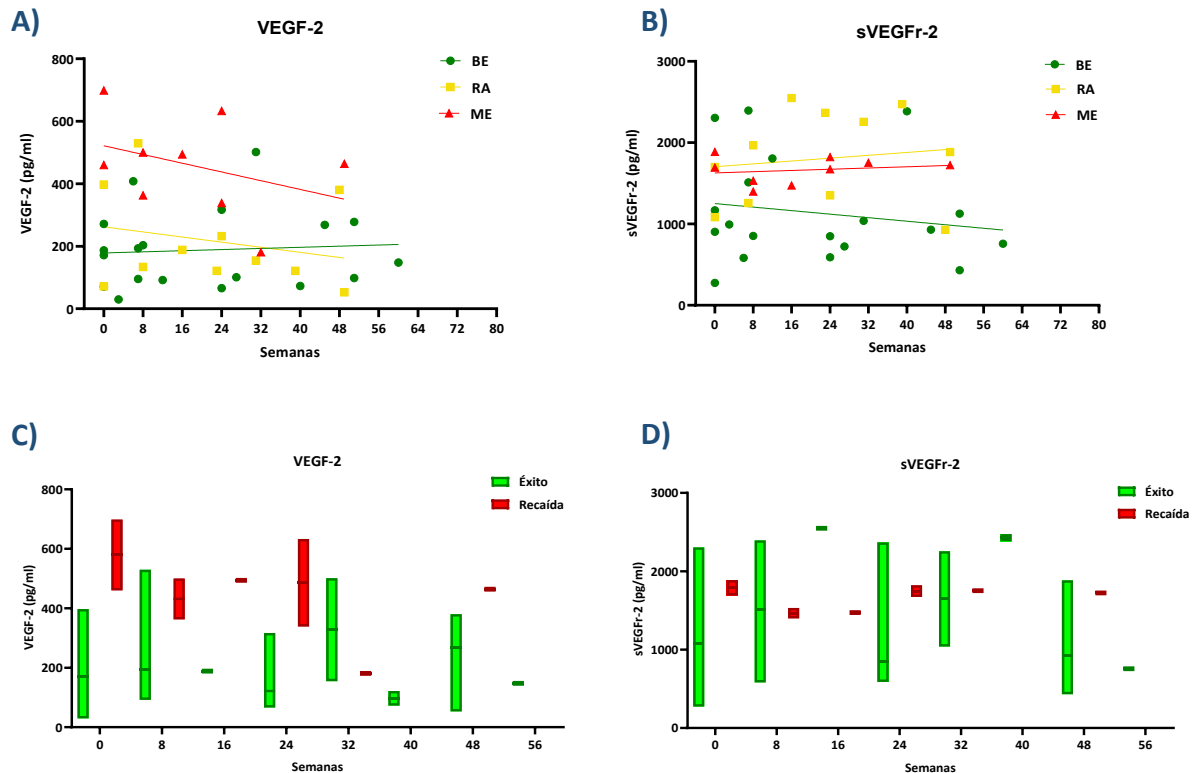 A)
VEGF-2
BE
RA
ME
800
600
400
200
0
VEGF-2 (pg/ml)
0 8 16 24 32 40 48 56 64 72 80
Semanas
B)
sVEGFr-2
BE
RA
ME
3000
2000
1000
0
sVEGFr-2 (pg/ml)
0 8 16 24 32 40 48 56 64 72 80
Semanas
C)
VEGF-2
Éxito
Recaída
800
600
400
200
0
VEGF-2 (pg/ml)
0 8 16 24 32 40 56
Semanas
D)
sVEGFr-2
Éxito
Recaída
3000
2000
1000
0
sVEGFr-2 (pg/ml)
0 8 16 24 32 40 48 56
Semanas